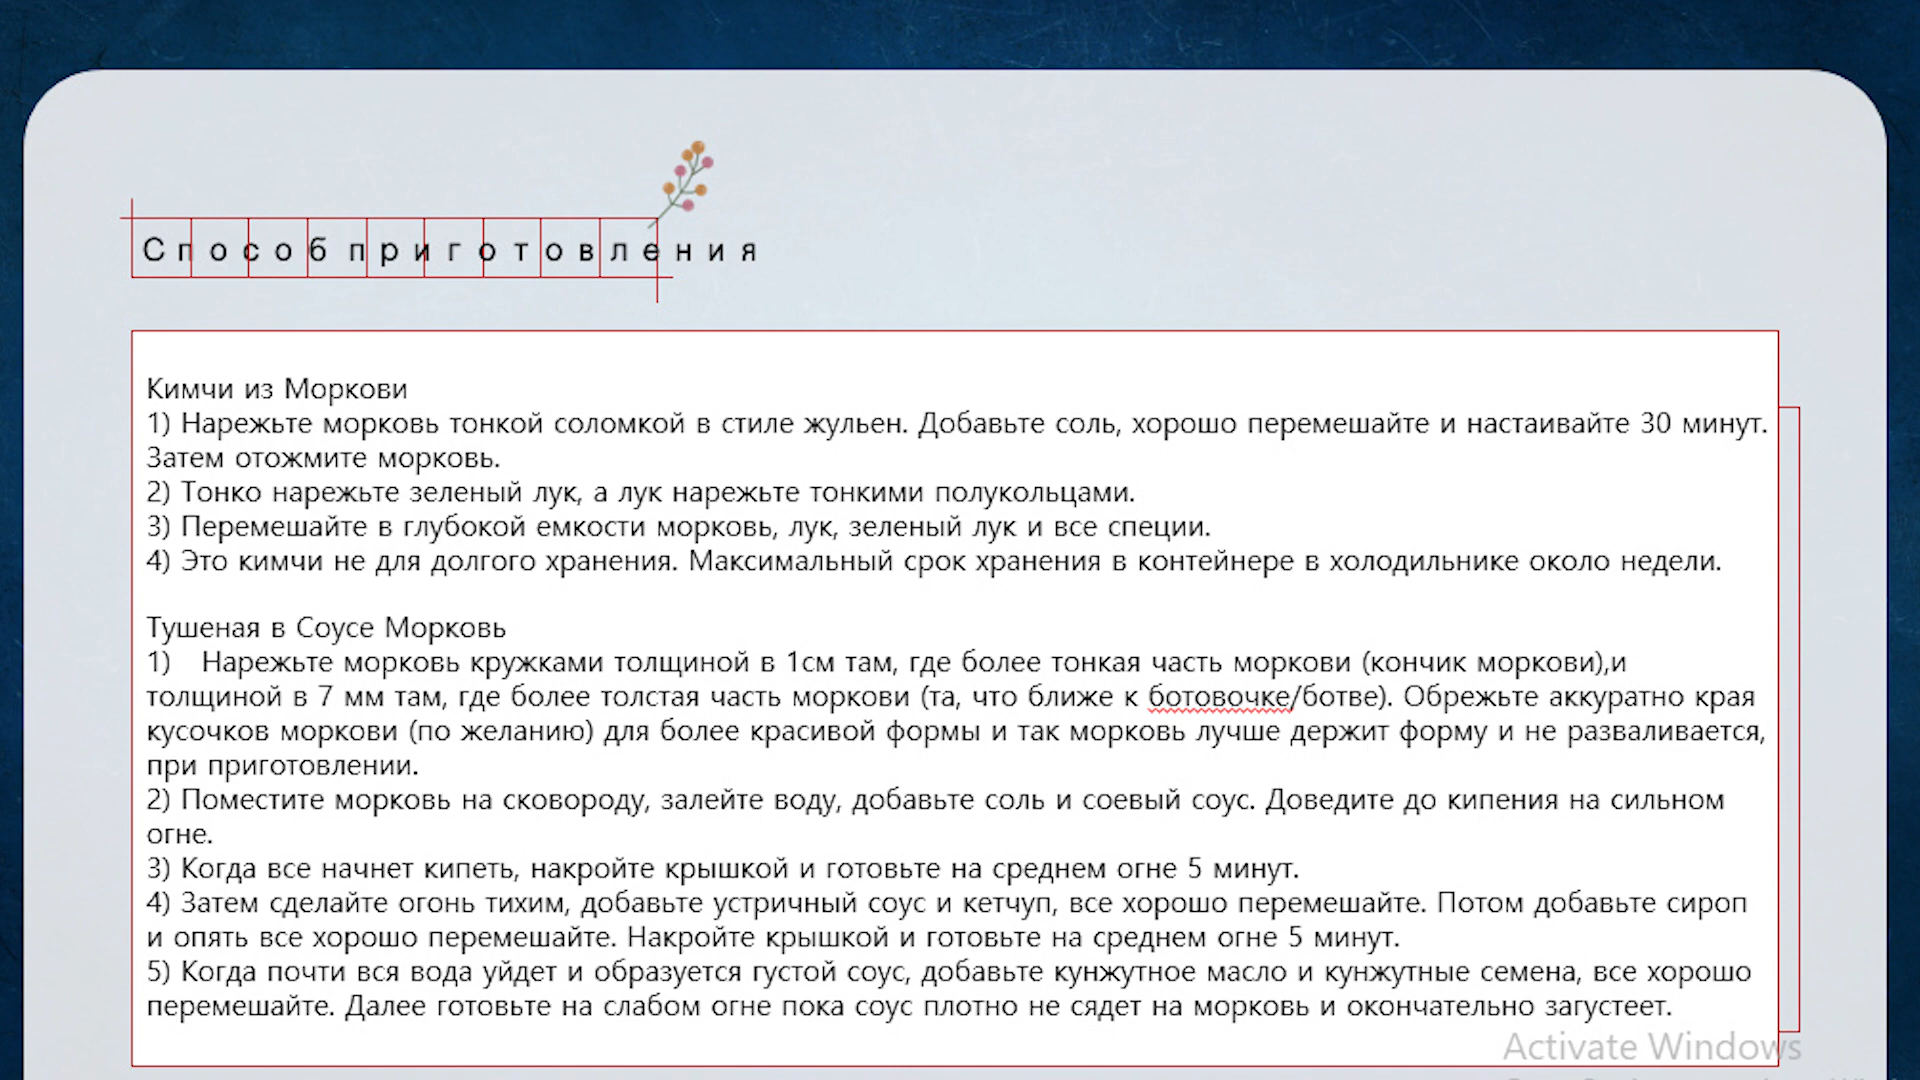 Способ приготовления
Кимчи из Моркови
1) Нарежьте морковь тонкой соломкой в стиле жульен. Добавьте соль, хорошо перемешайте и настаивайте 30 минут.
Затем отожмите морковь.
2) Тонко нарежьте зеленый лук, а лук нарежьте тонкими полукольцами.
3) Перемешайте в глубокой емкости морковь, лук, зеленый лук и все специи.
4) Это кимчи не для долгого хранения. Максимальный срок хранения в контейнере в холодильнике около недели.
Тушеная в Соусе Морковь
1) Нарежьте морковь кружками толщиной в 1см там, где более тонкая часть моркови (кончик моркови),и
толщиной в 7 мм там, где более толстая часть моркови (та, что ближе к ботовочке/ботве). Обрежьте аккуратно края
кусочков моркови (по желанию) для более красивой формы и так морковь лучше держит форму и не разваливается,
при приготовлении.
2) Поместите морковь на сковороду, залейте воду, добавьте соль и соевый соус. Доведите до кипения на сильном
огне.
3) Когда все начнет кипеть, накройте крышкой и готовьте на среднем огне 5 минут.
4) Затем сделайте огонь тихим, добавьте устричный соус и кетчуп, все хорошо перемешайте. Потом добавьте сироп
и опять все хорошо перемешайте. Накройте крышкой и готовьте на среднем огне 5 минут.
5) Когда почти вся вода уйдет и образуется густой соус, добавьте кунжутное масло и кунжутные семена, все хорошо
перемешайте. Далее готовьте на слабом огне пока соус плотно не сядет на морковь и окончательно загустеет.
Activate Windows